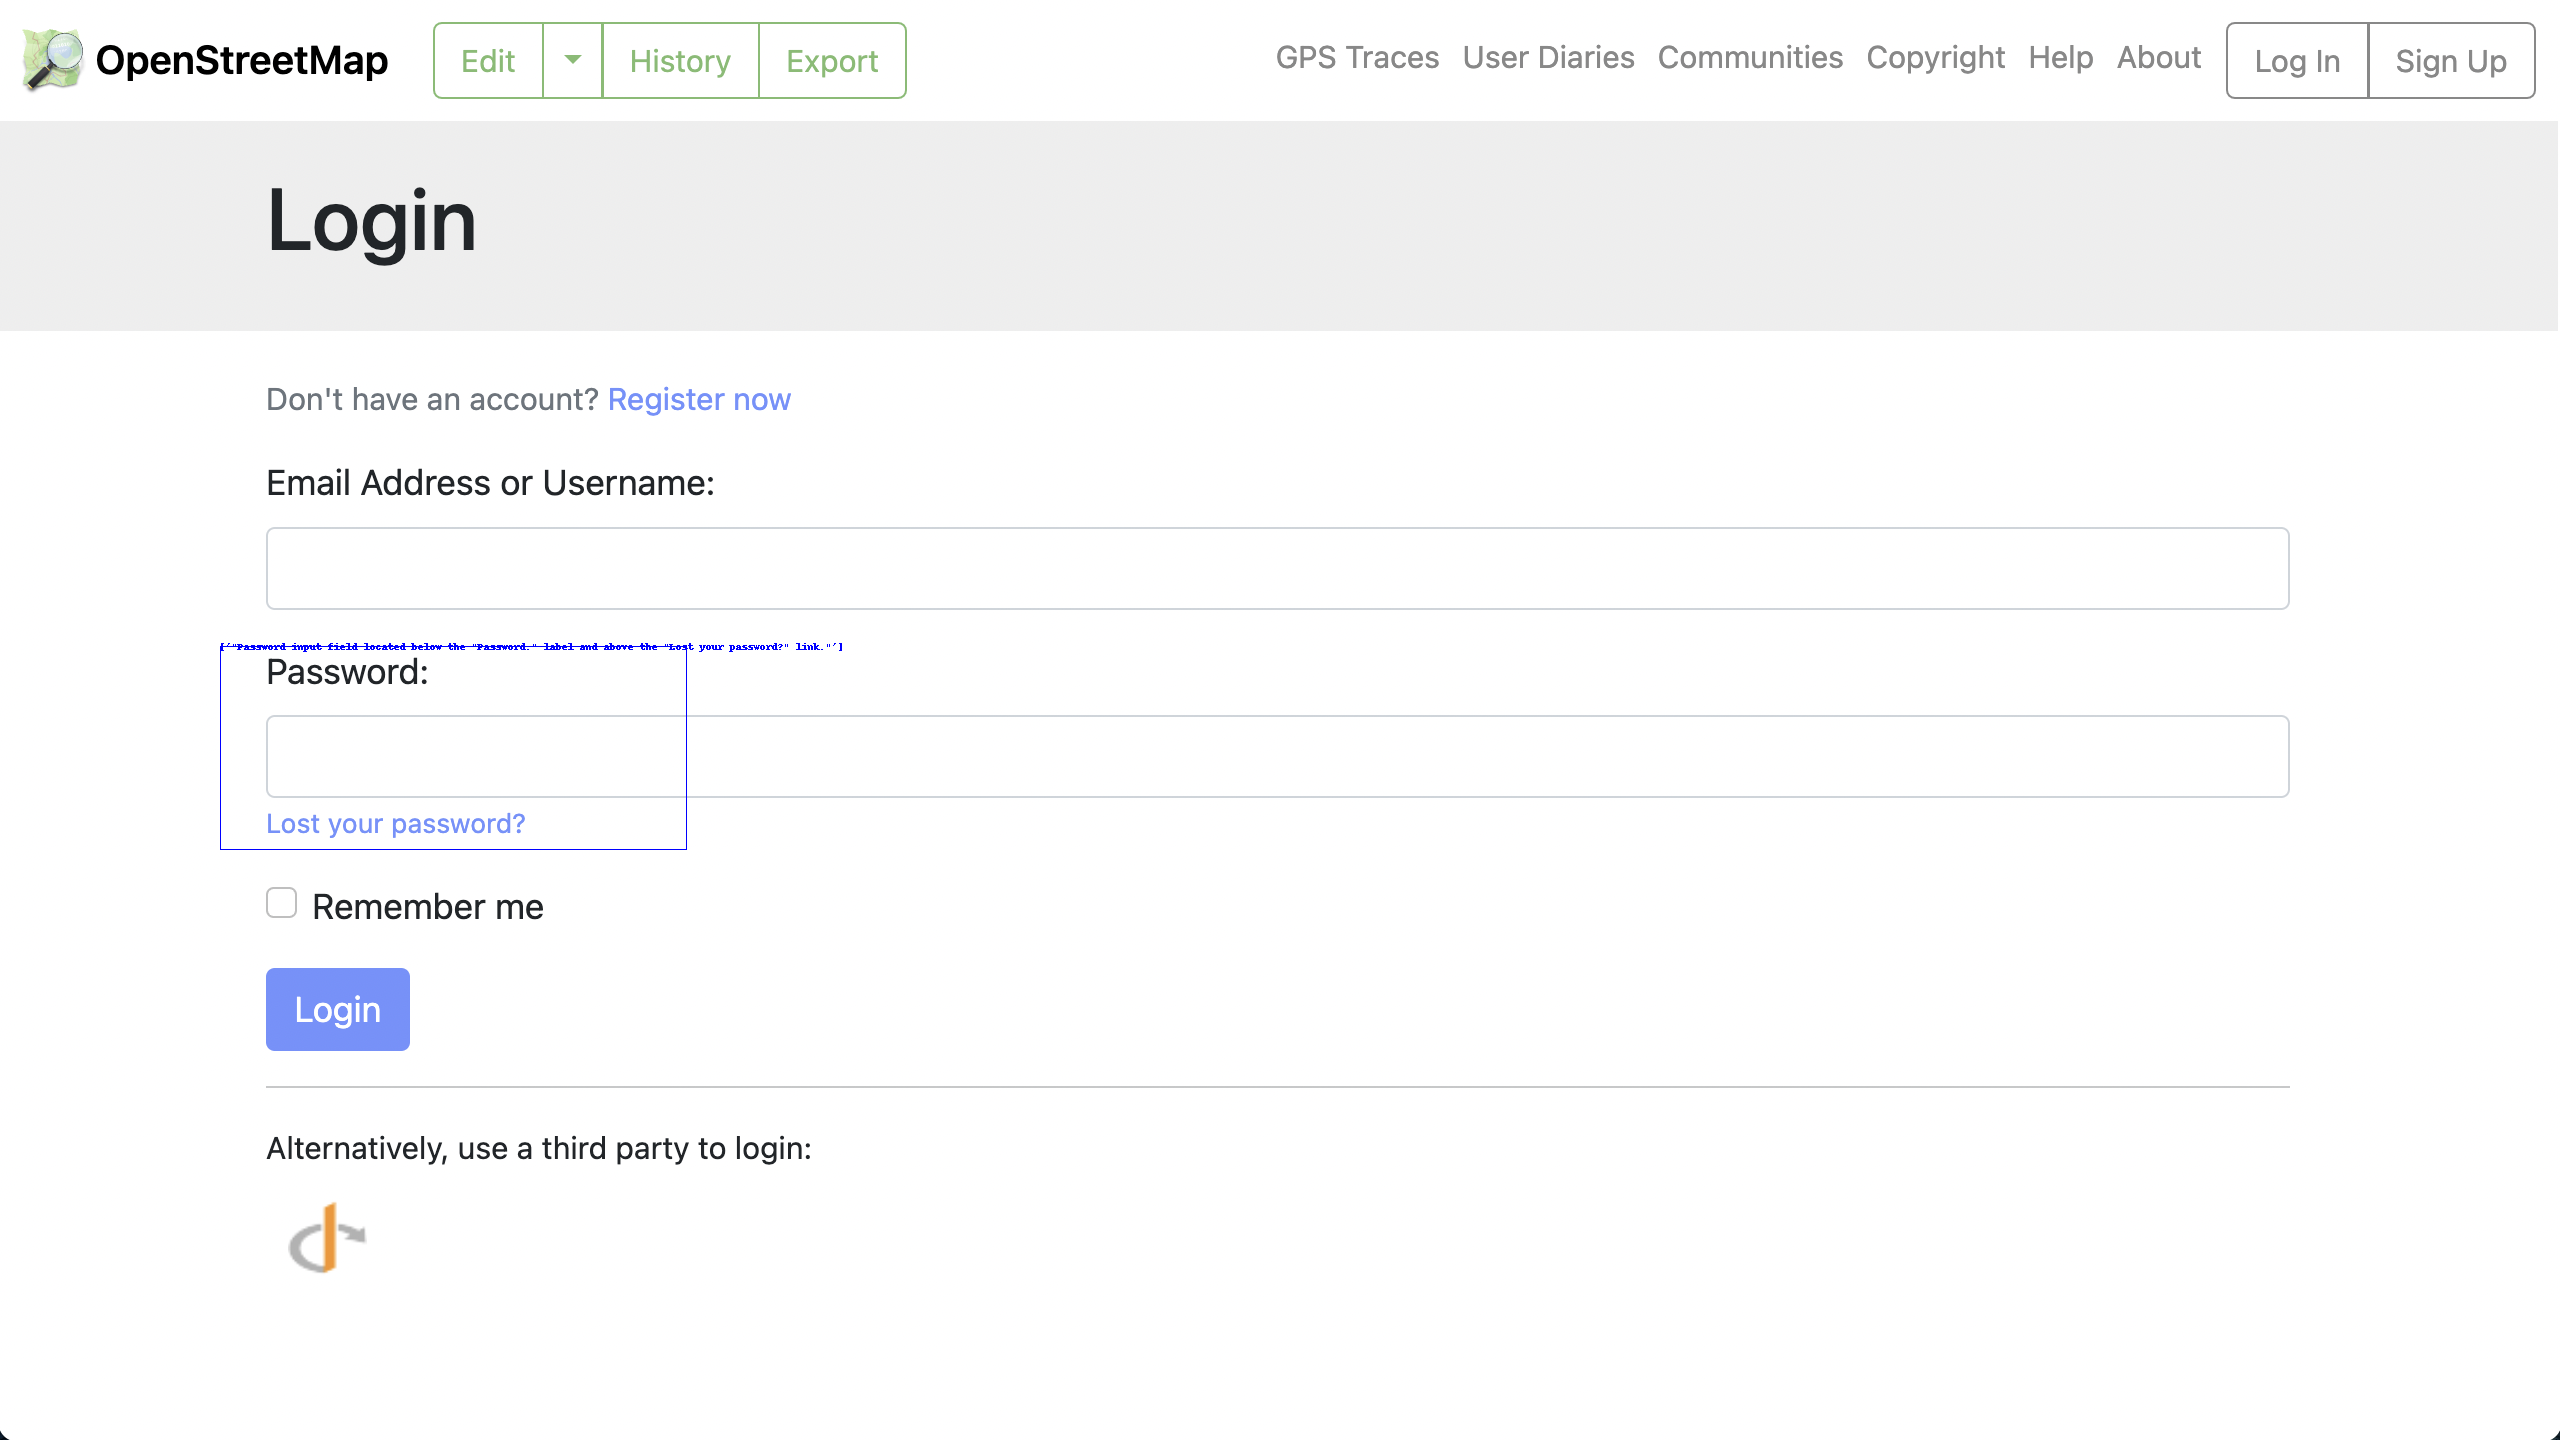 OpenStreetMap
Edit
History
Export
GPS Traces
User Diaries
Communities
Copyright
Help
About
Log In
Sign Up
Login
Don't have an account? Register now
Email Address or Username:
['"Password input field located below the "Password." label and above the "Lost your password?" link."']
Password:
Lost your password?
Remember me
Login
Alternatively, use a third party to login: